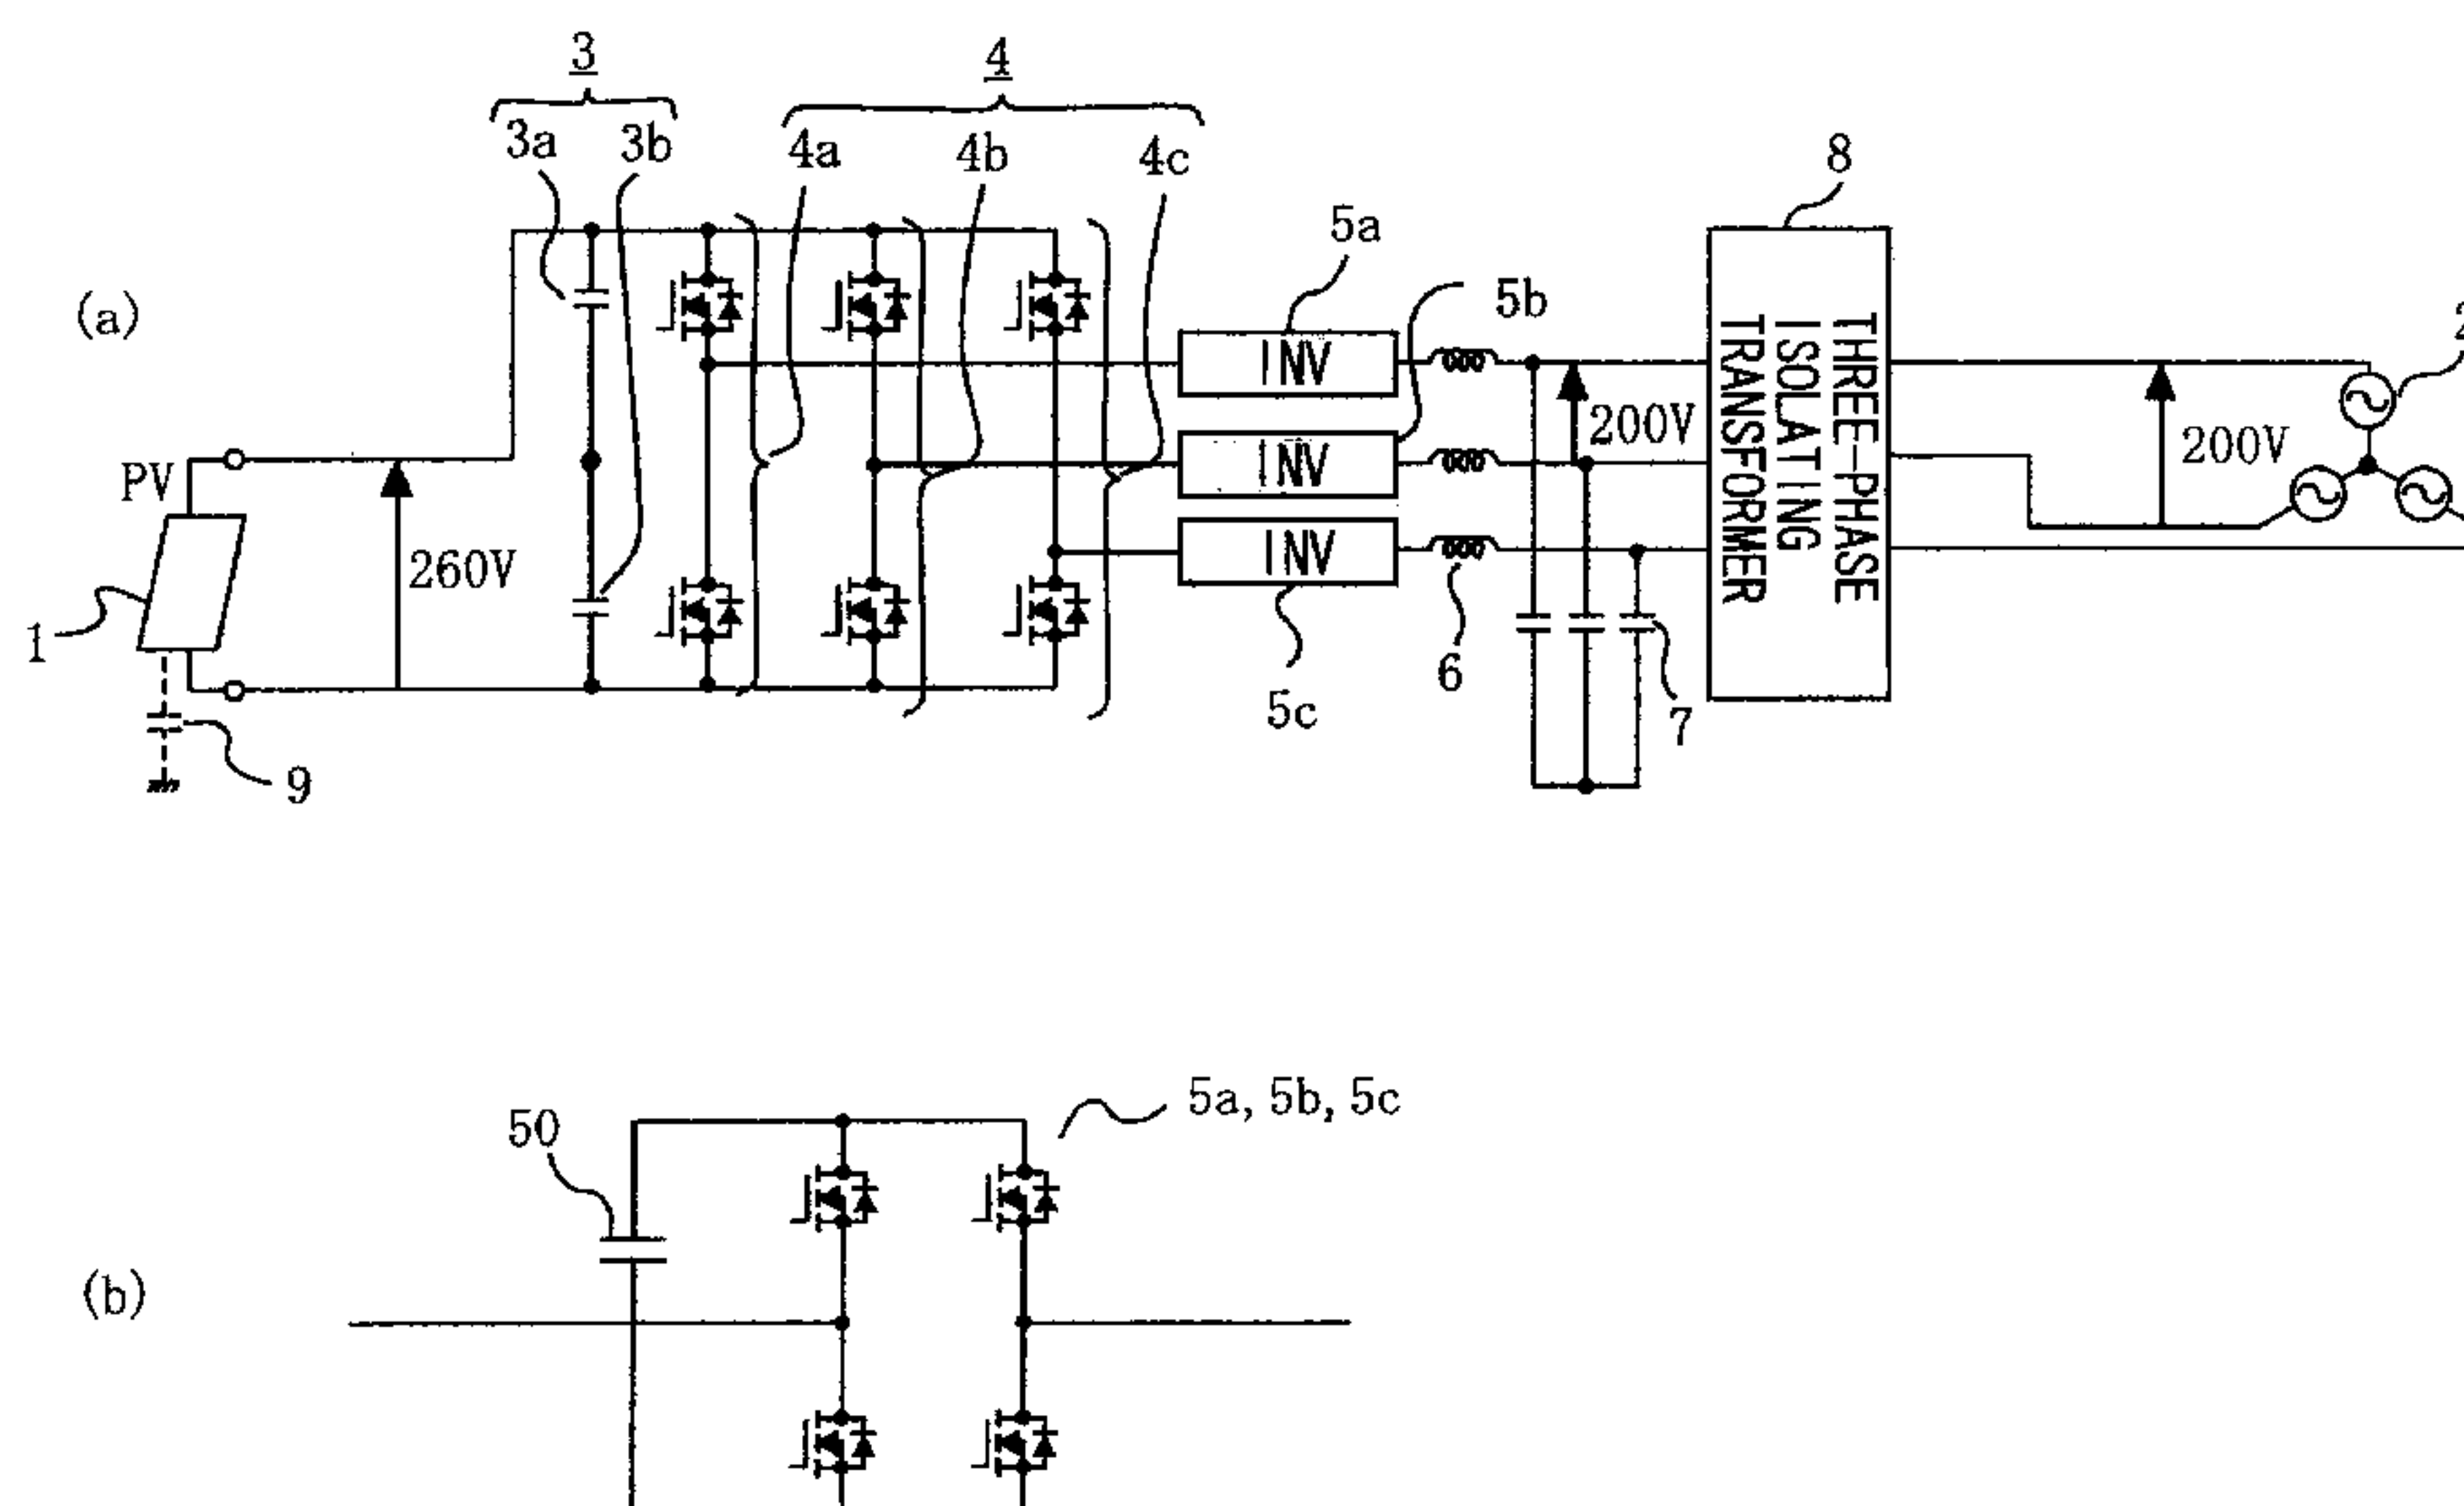 3
4
3a
3b
4a
4b
4c
8
5a
(a)
5b
INV
200V
PV
INV
200V
260V
INV
THREE-PHASE
ISOLATING
TRANSFORMER
1
6
5c
7
9
50
5a, 5b, 5c
(b)